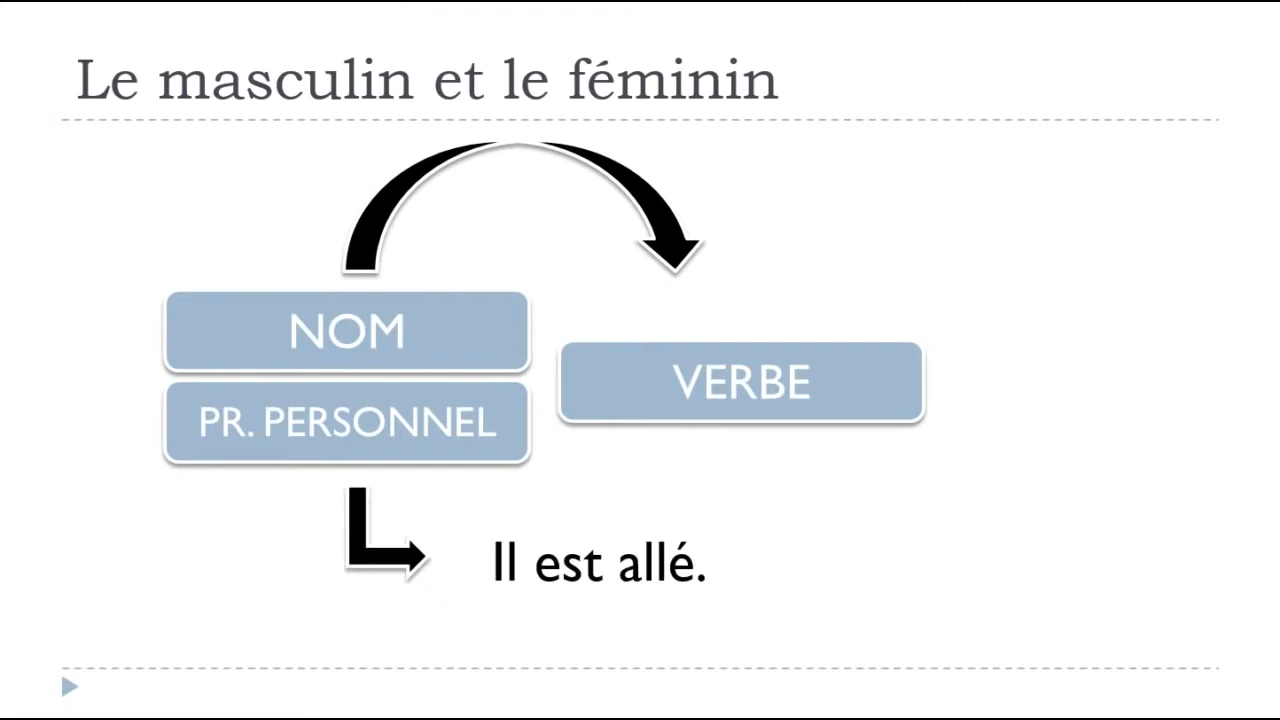 Le masculin et le féminin
NOM
PR. PERSONNEL
VERBE
Il est allé.